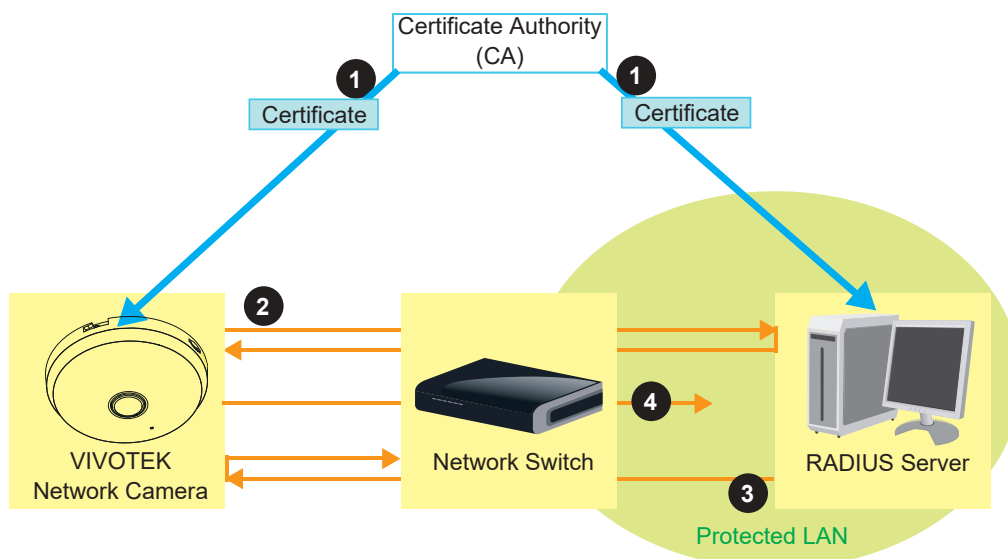 Certificate Authority
(CA)
1
1
Certificate
Certificate
2
4
VIVOTEK
Network Camera
Network Switch
RADIUS Server
3
Protected LAN